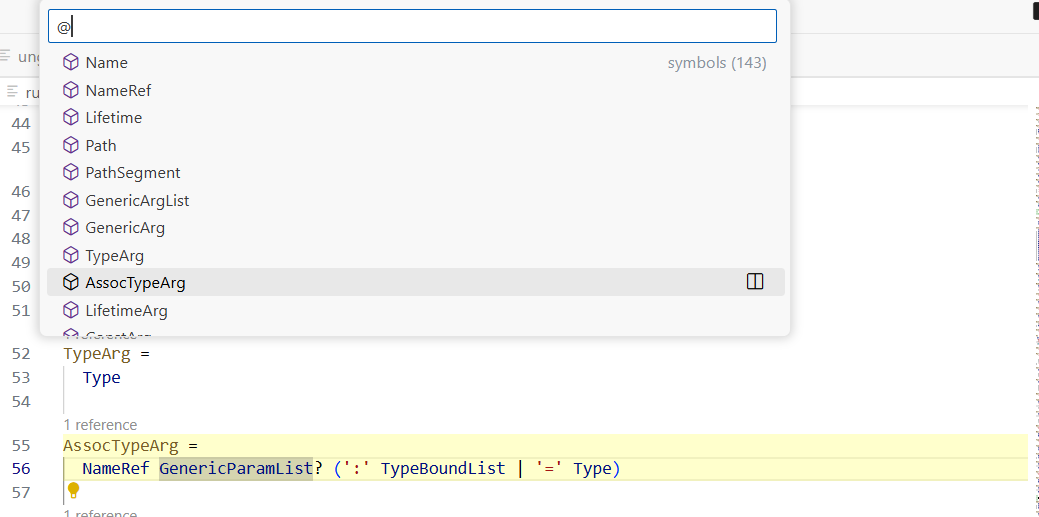 @
ung
Name symbols (143)
NameRef
ru
Lifetime
44
45 Path
PathSegment
46
GenericArgList
47
GenericArg
48
49 TypeArg
50 AssocTypeArg
51 LifetimeArg
ConstArg
52 TypeArg =
53 Type
54
1 reference
55 AssocTypeArg =
56 NameRef GenericParamList? (':' TypeBoundList | '=' Type)
57
1 reference